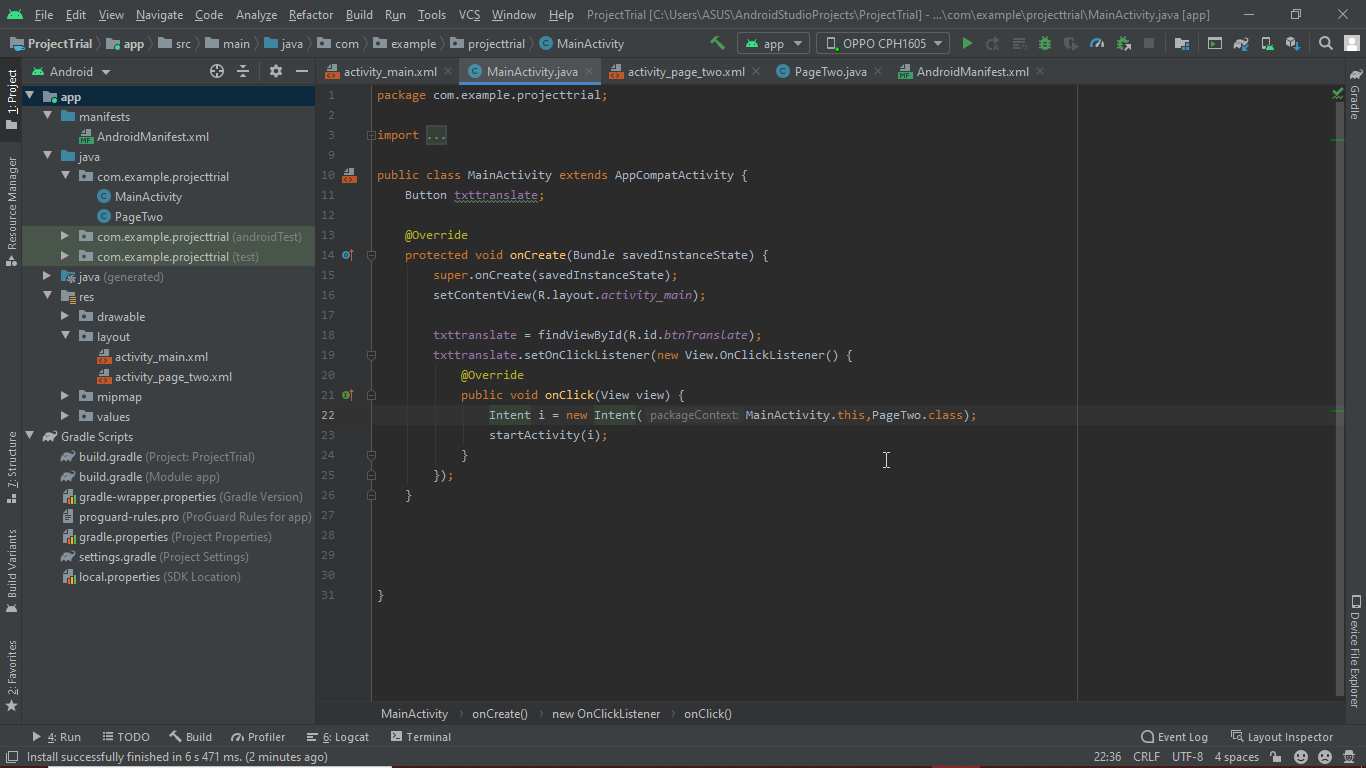 File Edit View Navigate Code Analyze Refactor Build Run Tools VCS Window Help ProjectTrial [C:\Users\ASUS\AndroidStudioProjects\ProjectTrial] - ...\com\example\projecttrial\MainActivity.java [app]
ProjectTrial app src main java com example projecttrial MainActivity app OPPO CPH1605
Android
activity_main.xml MainActivity.java activity_page_two.xml PageTwo.java AndroidManifest.xml
1: Project
Resource Manager
7: Structure
Build Variants
2: Favorites
app
manifests
AndroidManifest.xml
java
com.example.projecttrial
MainActivity
PageTwo
com.example.projecttrial (androidTest)
com.example.projecttrial (test)
java (generated)
res
drawable
layout
activity_main.xml
activity_page_two.xml
mipmap
values
Gradle Scripts
build.gradle (Project: ProjectTrial)
build.gradle (Module: app)
gradle-wrapper.properties (Gradle Version)
proguard-rules.pro (ProGuard Rules for app)
gradle.properties (Project Properties)
settings.gradle (Project Settings)
local.properties (SDK Location)
1 package com.example.projecttrial;
2
3 import ...
9
10 public class MainActivity extends AppCompatActivity {
11 Button txttranslate;
12
13 @Override
14 protected void onCreate(Bundle savedInstanceState) {
15 super.onCreate(savedInstanceState);
16 setContentView(R.layout.activity_main);
17
18 txttranslate = findViewById(R.id.btnTranslate);
19 txttranslate.setOnClickListener(new View.OnClickListener() {
20 @Override
21 public void onClick(View view) {
22 Intent i = new Intent( packageContext: MainActivity.this,PageTwo.class);
23 startActivity(i);
24 }
25 });
26 }
27
28
29
30
31 }
Gradle
Device File Explorer
MainActivity onCreate() new OnClickListener onClick()
4: Run TODO Build Profiler 6: Logcat Terminal Event Log Layout Inspector
Install successfully finished in 6 s 471 ms. (2 minutes ago) 22:36 CRLF UTF-8 4 spaces